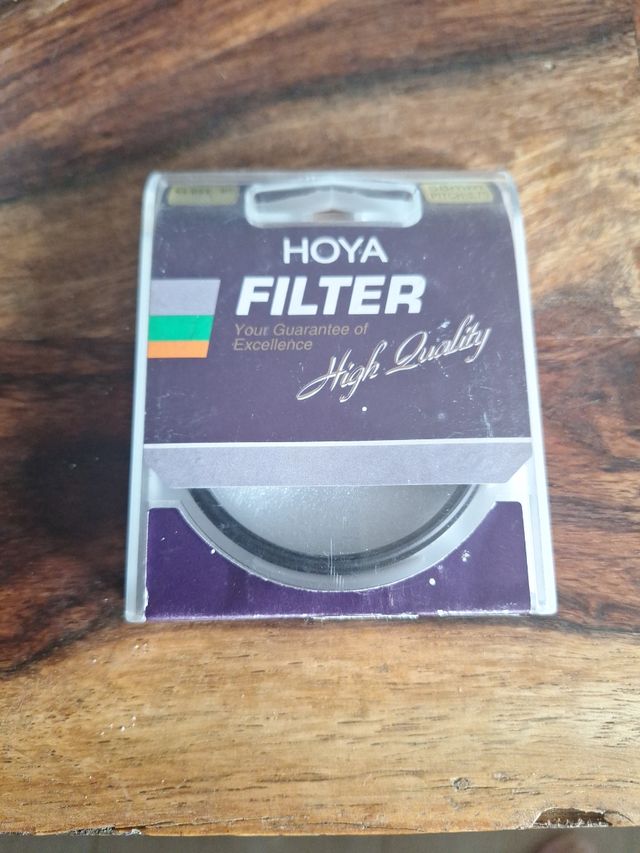 HOYA
FILTER
Your Guarantee of
Excellence
High Quality